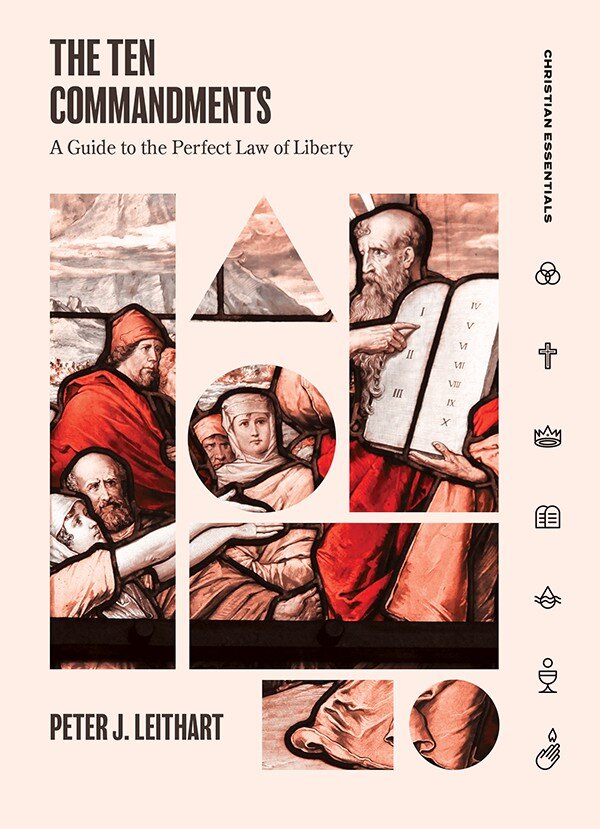 THE TEN
COMMANDMENTS
A Guide to the Perfect Law of Liberty
CHRISTIAN ESSENTIALS
I
II
III
IV
V
VI
VII
VIII
IX
X
PETER J. LEITHART